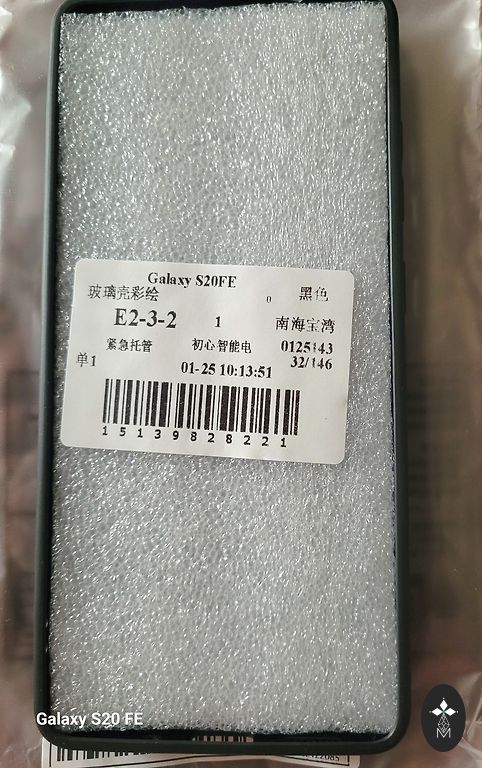 Galaxy S20FE
玻璃壳彩绘 0 黑色
E2-3-2 1 南海宝湾
紧急托管 初心智能电 0125143
单1 01-25 10:13:51 32/146
15139828221
Galaxy S20 FE